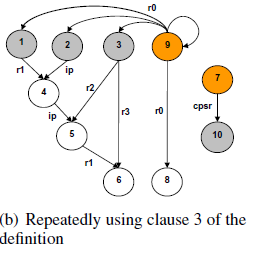 r0
1
2
3
9
r1
ip
7
4
r2
cpsr
ip
r3
r0
5
10
r1
6
8
(b) Repeatedly using clause 3 of the
definition